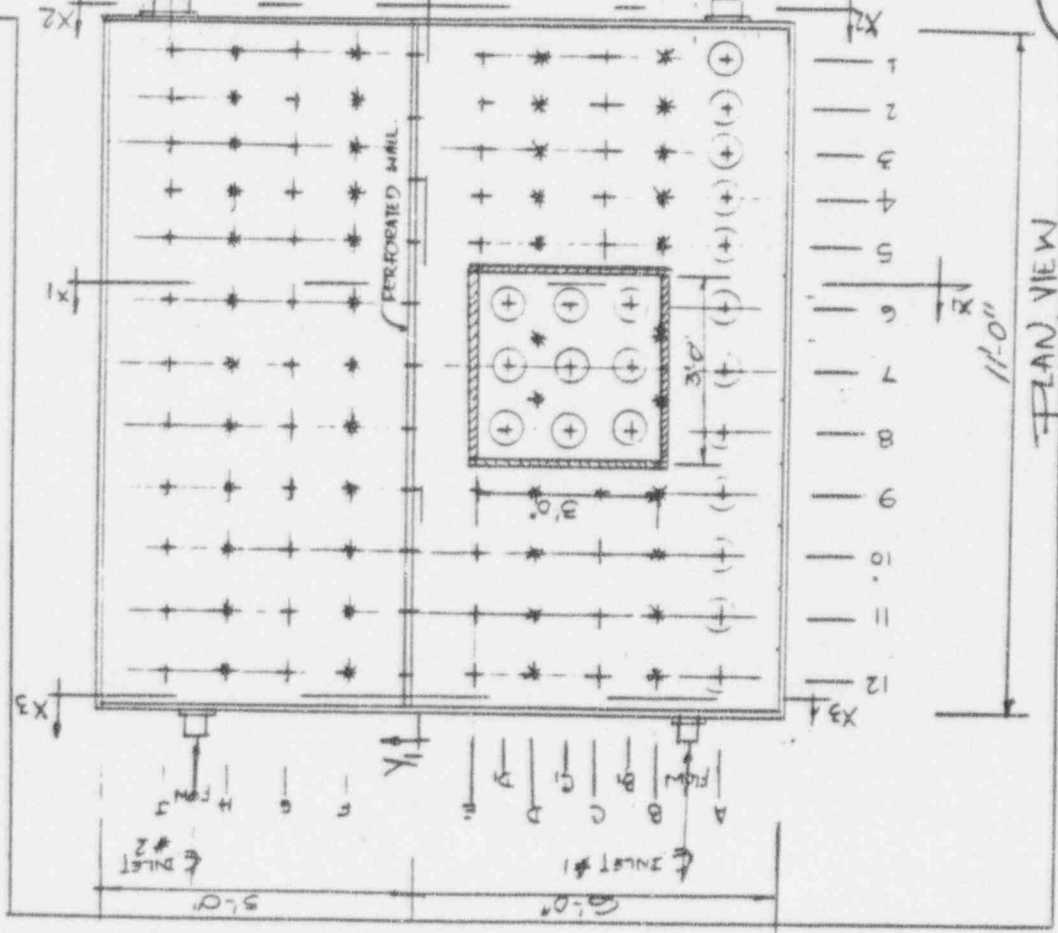 X2
X2
1
2
3
4
5
6
7
8
9
10
11
12
PERFORATED WALL
X1
X1
3'-0"
3'-0"
11'-0"
PLAN VIEW
X3
X3
Y1
I
H
G
F
E
D
C
B
A
FLOW
FLOW
℄ INLET #2
℄ INLET #1
5'-0"
6'-0"